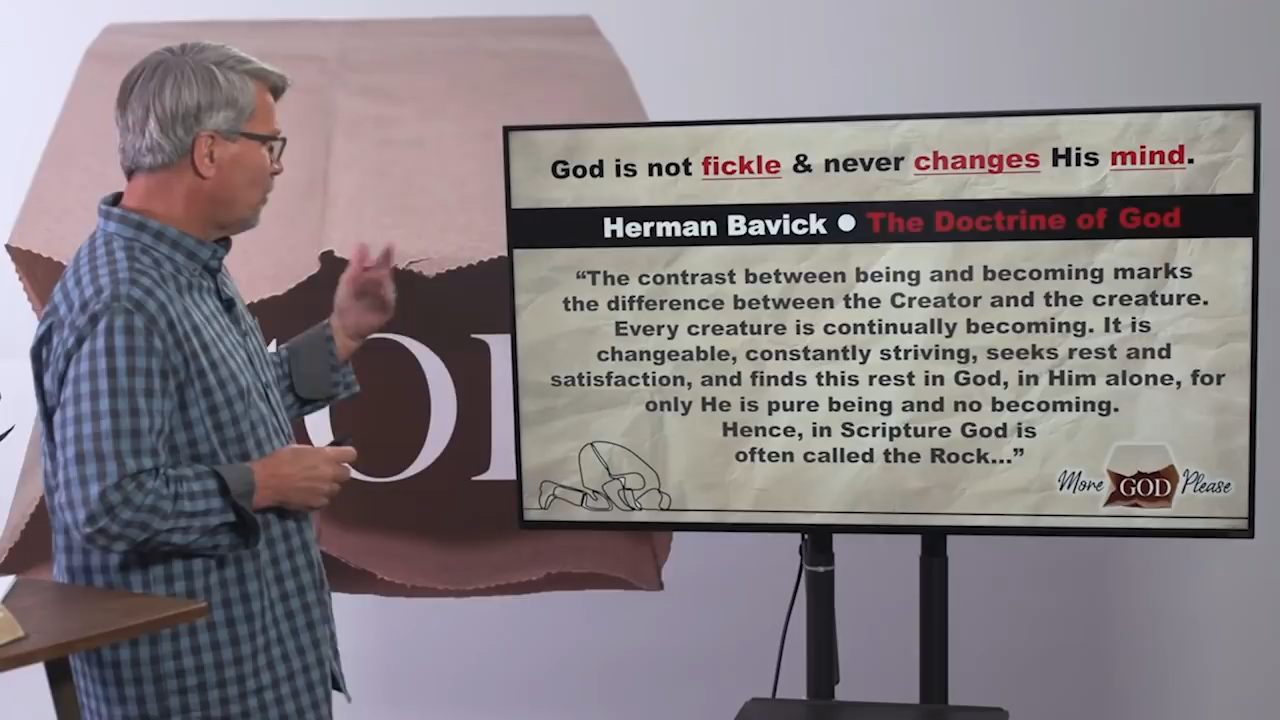 God is not fickle & never changes His mind.
Herman Bavick ● The Doctrine of God
“The contrast between being and becoming marks
the difference between the Creator and the creature.
Every creature is continually becoming. It is
changeable, constantly striving, seeks rest and
satisfaction, and finds this rest in God, in Him alone, for
only He is pure being and no becoming.
Hence, in Scripture God is
often called the Rock...”
More GOD Please